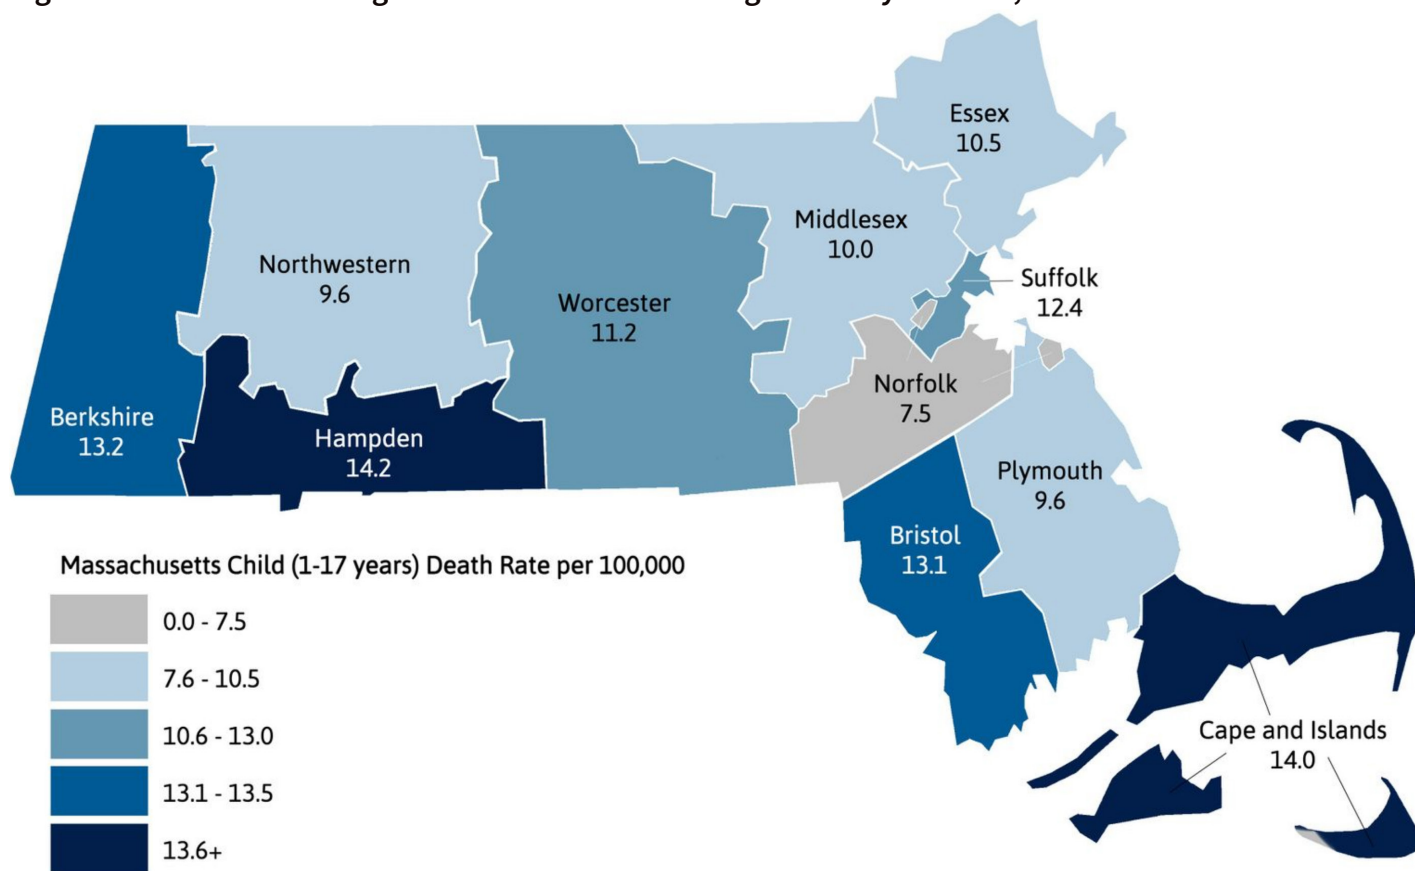 Essex
10.5
Middlesex
10.0
Northwestern
9.6
Suffolk
12.4
Worcester
11.2
Norfolk
7.5
Berkshire
13.2
Hampden
14.2
Plymouth
9.6
Bristol
13.1
Cape and Islands
14.0
Massachusetts Child (1-17 years) Death Rate per 100,000
0.0 - 7.5
7.6 - 10.5
10.6 - 13.0
13.1 - 13.5
13.6+